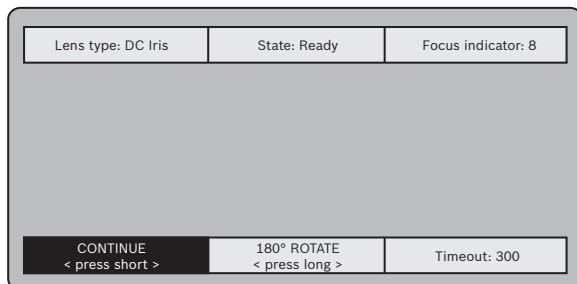 Lens type: DC Iris
State: Ready
Focus indicator: 8
CONTINUE
< press short >
180° ROTATE
< press long >
Timeout: 300